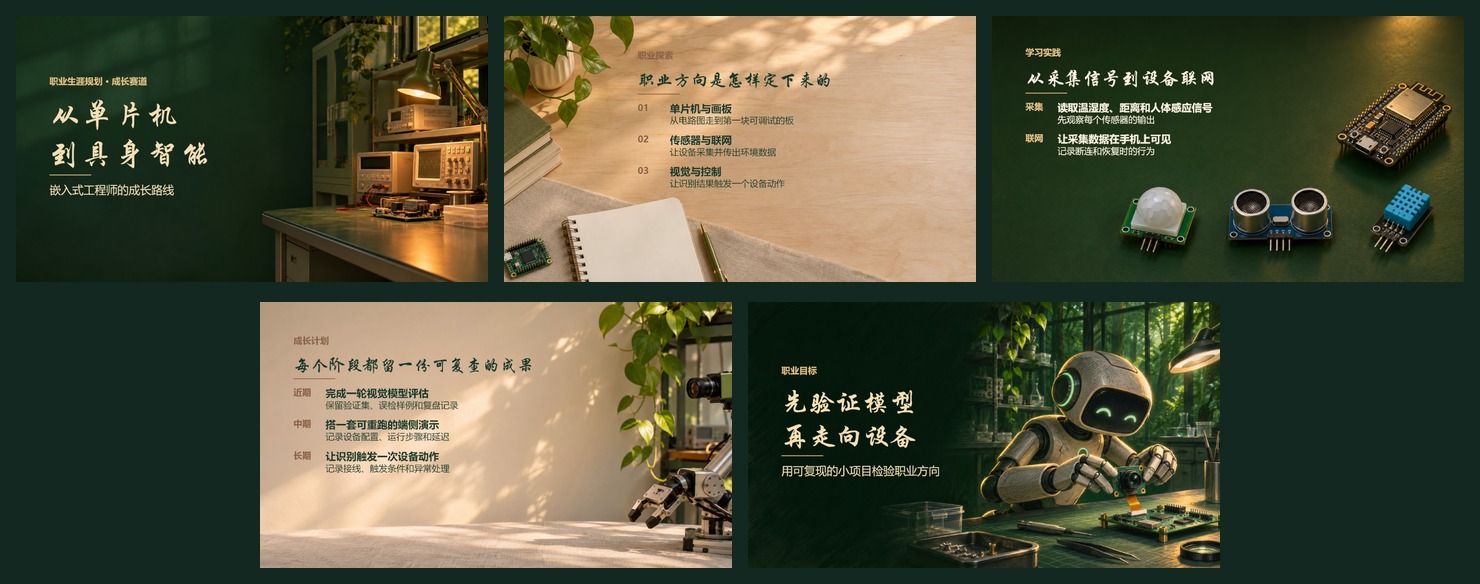 职业生涯规划·成长赛道
从单片机
到具身智能
嵌入式工程师的成长路线
职业探索
职业方向是怎样定下来的
01 单片机与画板
从电路图走到第一块可调试的板
02 传感器与联网
让设备采集并传出环境数据
03 视觉与控制
让识别结果触发一个设备动作
学习实践
从采集信号到设备联网
采集 读取温湿度、距离和人体感应信号
先观察每个传感器的输出
联网 让采集数据在手机上可见
记录断连和恢复时的行为
成长计划
每个阶段都留一份可复查的成果
近期 完成一轮视觉模型评估
保留验证集、误检样例和复盘记录
中期 搭一套可重跑的端侧演示
记录设备配置、运行步骤和延迟
长期 让识别触发一次设备动作
记录接线、触发条件和异常处理
职业目标
先验证模型
再走向设备
用可复现的小项目检验职业方向